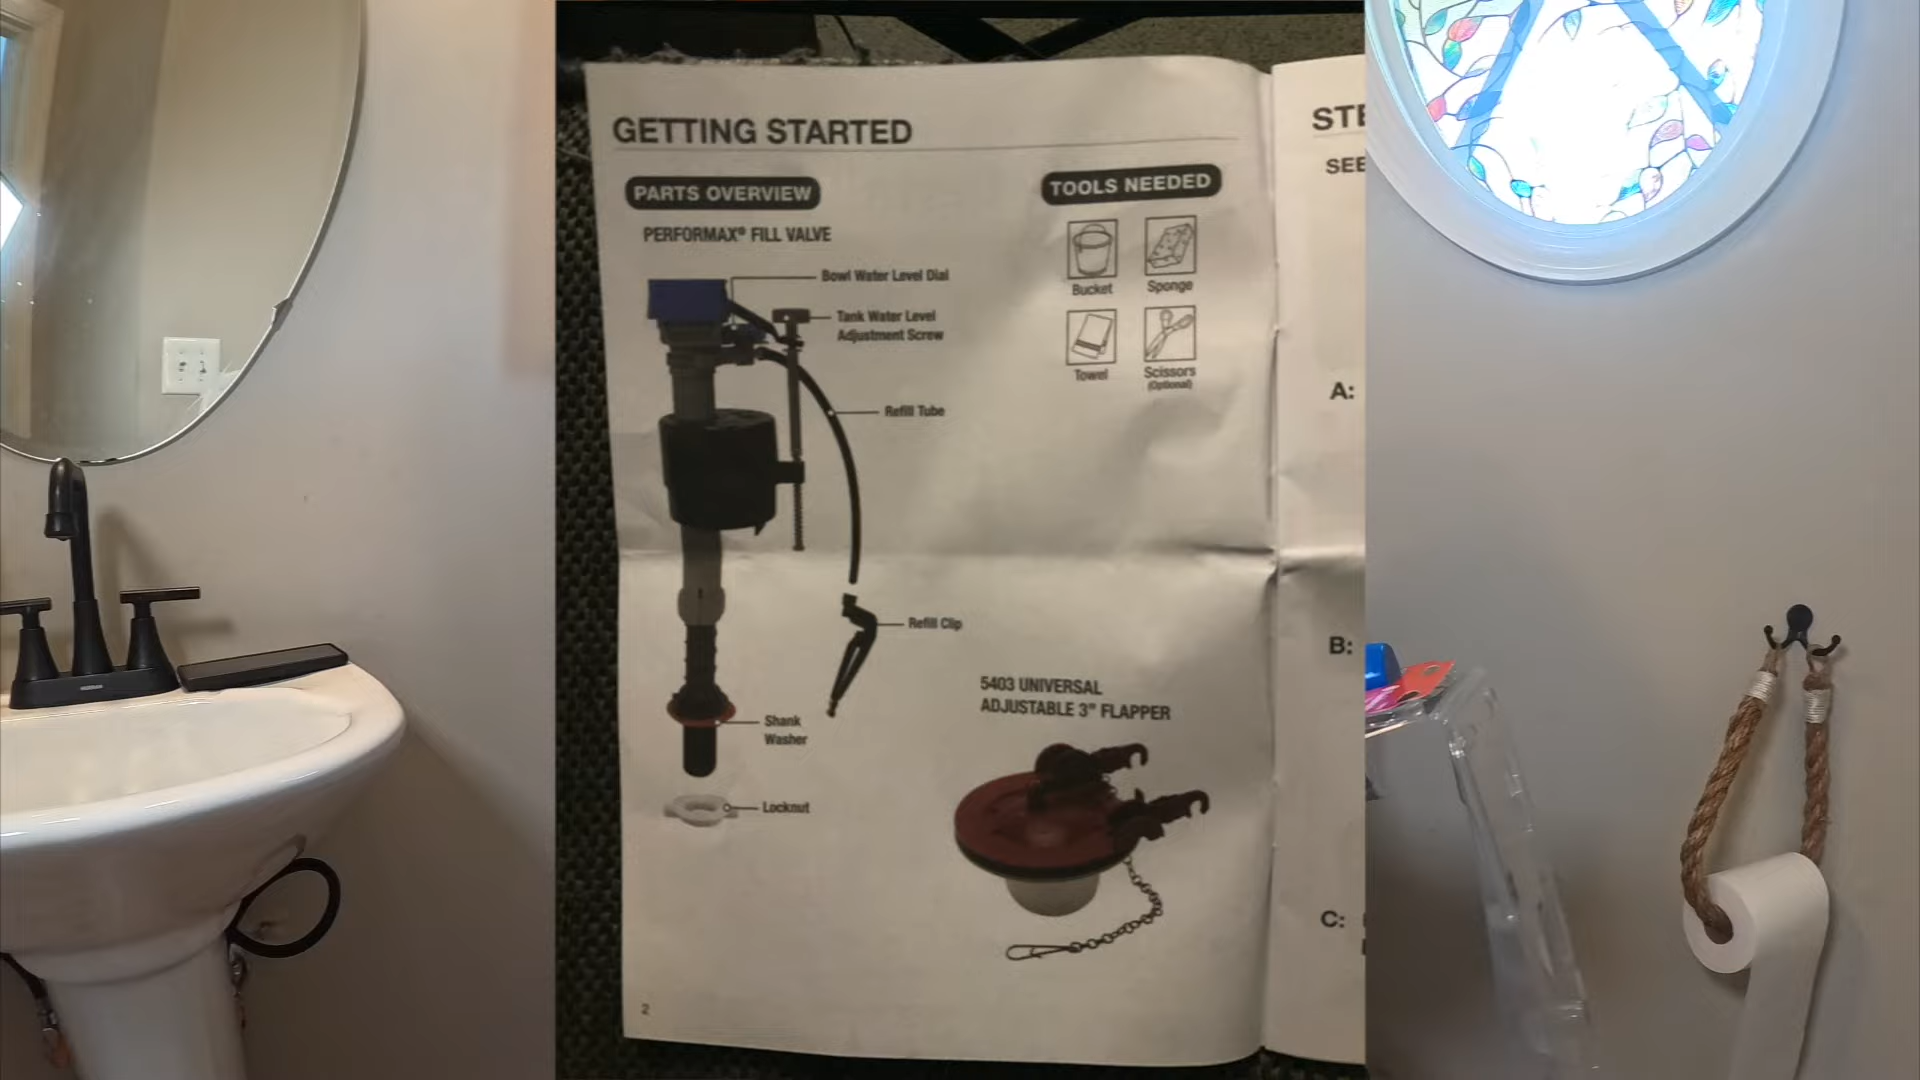 GETTING STARTED
PARTS OVERVIEW
PERFORMAX® FILL VALVE
Bowl Water Level Dial
Tank Water Level
Adjustment Screw
Refill Tube
Refill Clip
Shank
Washer
Locknut
TOOLS NEEDED
Bucket
Sponge
Towel
Scissors
(Optional)
5403 UNIVERSAL
ADJUSTABLE 3" FLAPPER
2
STE
SEE
A:
B:
C: